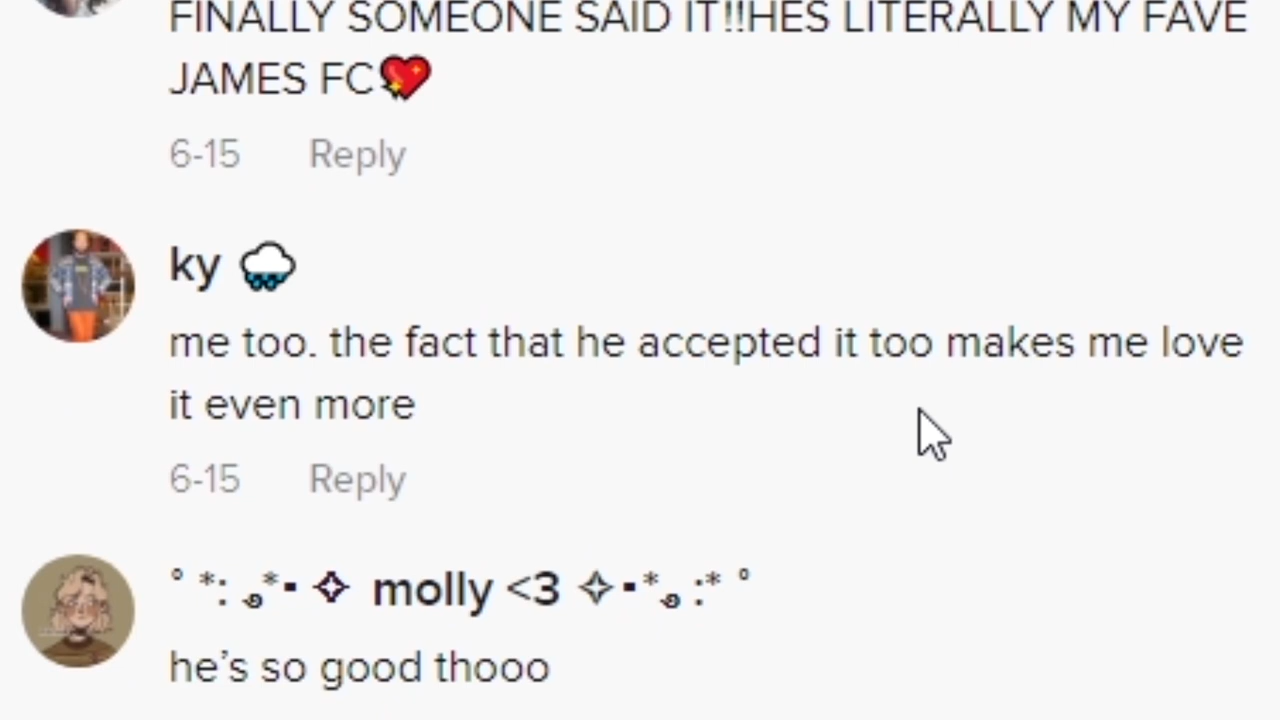 FINALLY SOMEONE SAID IT!!HES LITERALLY MY FAVE
JAMES FC💖
6-15 Reply
ky 🌧
me too. the fact that he accepted it too makes me love
it even more
6-15 Reply
° *: ﻌ*▪ ✧ molly <3 ✧▪*ﻌ :* °
he’s so good thooo